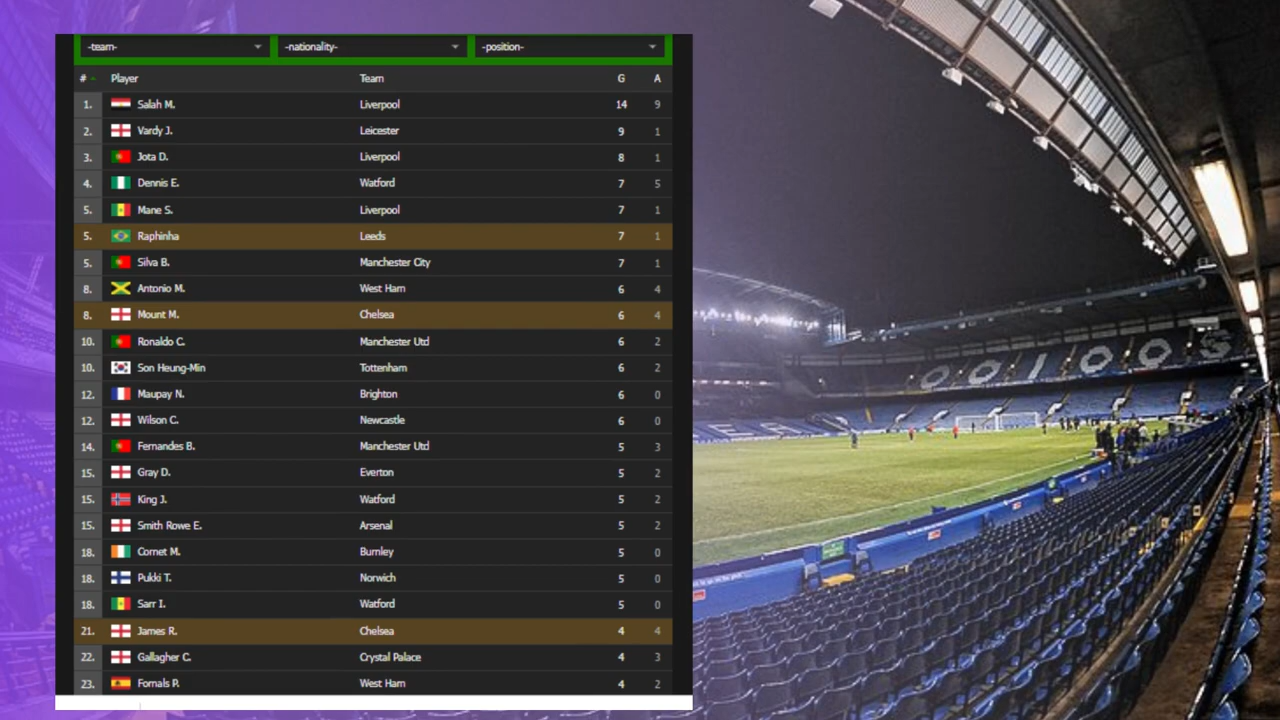 -team- -nationality- -position-
# Player Team G A
1. Salah M. Liverpool 14 9
2. Vardy J. Leicester 9 1
3. Jota D. Liverpool 8 1
4. Dennis E. Watford 7 5
5. Mane S. Liverpool 7 1
5. Raphinha Leeds 7 1
5. Silva B. Manchester City 7 1
8. Antonio M. West Ham 6 4
8. Mount M. Chelsea 6 4
10. Ronaldo C. Manchester Utd 6 2
10. Son Heung-Min Tottenham 6 2
12. Maupay N. Brighton 6 0
12. Wilson C. Newcastle 6 0
14. Fernandes B. Manchester Utd 5 3
15. Gray D. Everton 5 2
15. King J. Watford 5 2
15. Smith Rowe E. Arsenal 5 2
18. Cornet M. Burnley 5 0
18. Pukki T. Norwich 5 0
18. Sarr I. Watford 5 0
21. James R. Chelsea 4 4
22. Gallagher C. Crystal Palace 4 3
23. Fornals P. West Ham 4 2